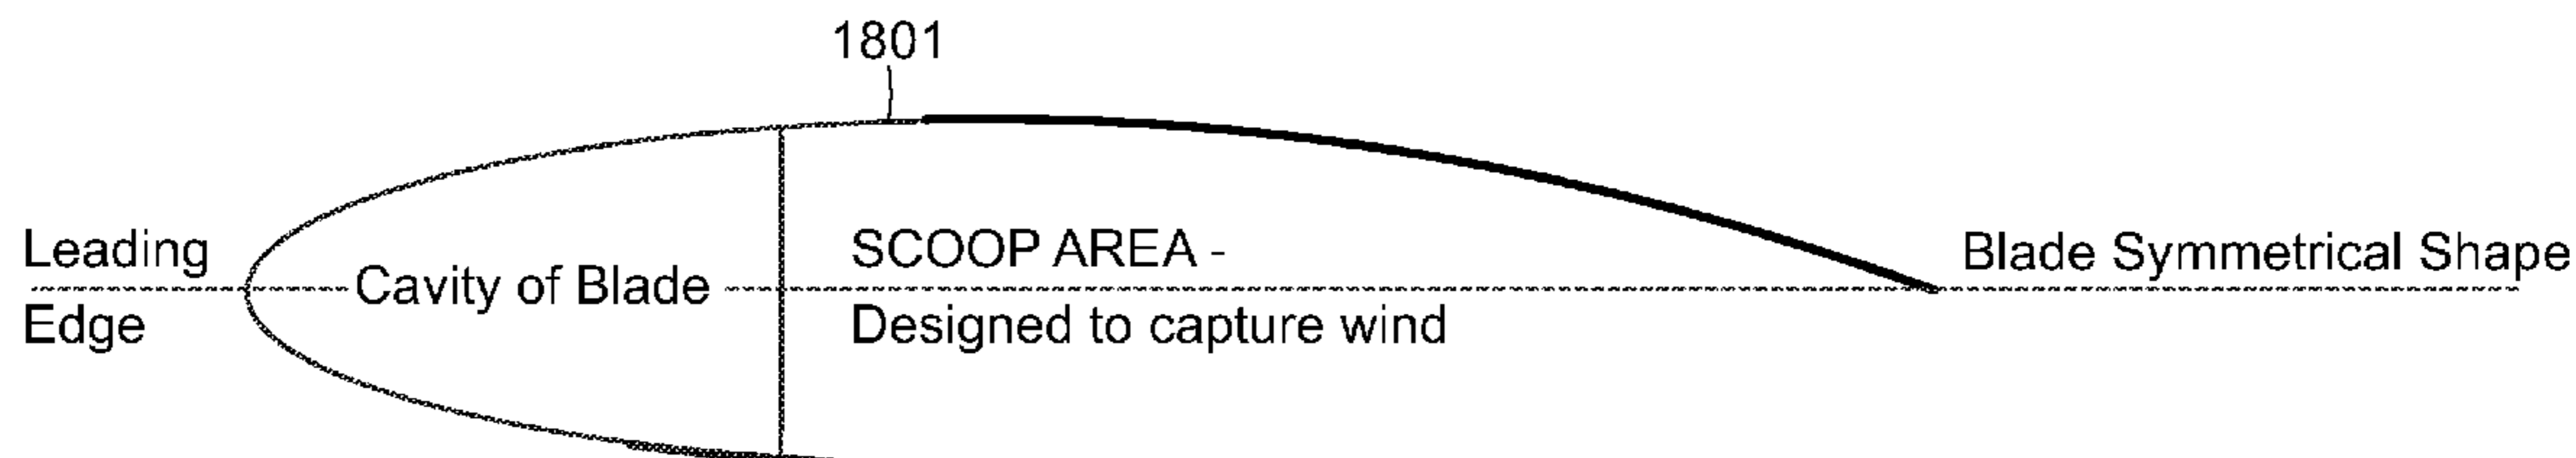 1801
Leading
Edge
Cavity of Blade
SCOOP AREA -
Designed to capture wind
Blade Symmetrical Shape